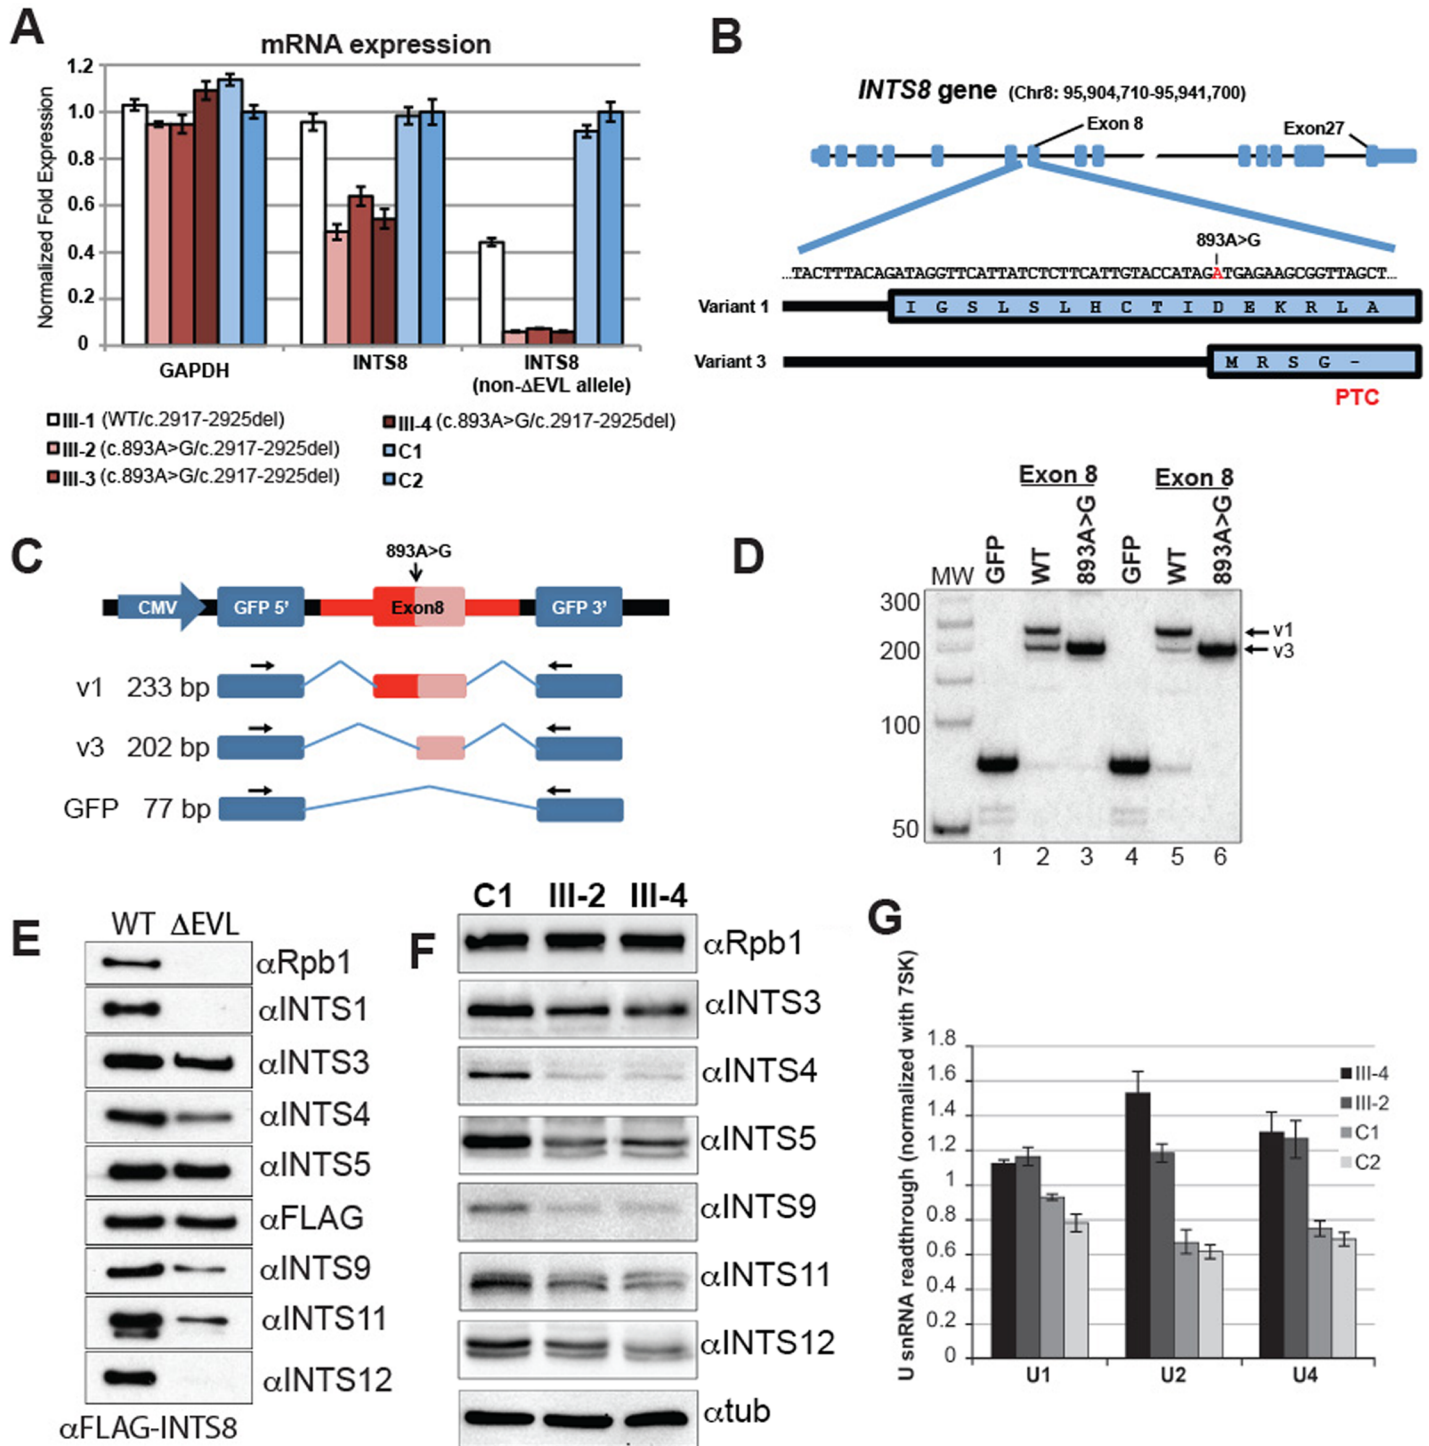 A
mRNA expression
Normalized Fold Expression
1.2
1.0
0.8
0.6
0.4
0.2
0
GAPDH
INTS8
INTS8
(non-ΔEVL allele)
III-1 (WT/c.2917-2925del)
III-2 (c.893A>G/c.2917-2925del)
III-3 (c.893A>G/c.2917-2925del)
III-4 (c.893A>G/c.2917-2925del)
C1
C2
B
INTS8 gene (Chr8: 95,904,710-95,941,700)
Exon 8
Exon27
893A>G
...TACTTTACAGATAGGTTCATTATCTCTTCATTGTACCATAGATGAGAAGCGGTTAGCT...
Variant 1
I G S L S L H C T I D E K R L A
Variant 3
M R S G -
PTC
C
893A>G
CMV
GFP 5'
Exon8
GFP 3'
v1 233 bp
v3 202 bp
GFP 77 bp
D
Exon 8
Exon 8
MW
GFP
WT
893A>G
GFP
WT
893A>G
300
200
100
50
v1
v3
1 2 3 4 5 6
E
WT ΔEVL
αRpb1
αINTS1
αINTS3
αINTS4
αINTS5
αFLAG
αINTS9
αINTS11
αINTS12
αFLAG-INTS8
F
C1 III-2 III-4
αRpb1
αINTS3
αINTS4
αINTS5
αINTS9
αINTS11
αINTS12
αtub
G
U snRNA readthrough (normalized with 7SK)
1.8
1.6
1.4
1.2
1
0.8
0.6
0.4
0.2
0
III-4
III-2
C1
C2
U1
U2
U4